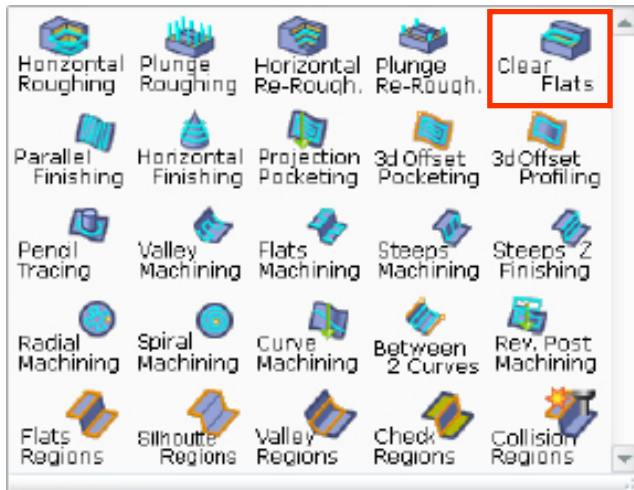 Horizontal Roughing
Plunge Roughing
Horizontal Re-Rough.
Plunge Re-Rough.
Clear Flats
Parallel Finishing
Horizontal Finishing
Projection Pocketing
3d Offset Pocketing
3d Offset Profiling
Pencil Tracing
Valley Machining
Flats Machining
Steeps Machining
Steeps Z Finishing
Radial Machining
Spiral Machining
Curve Machining
Between 2 Curves
Rev. Post Machining
Flats Regions
Silhoutte Regions
Valley Regions
Check Regions
Collision Regions